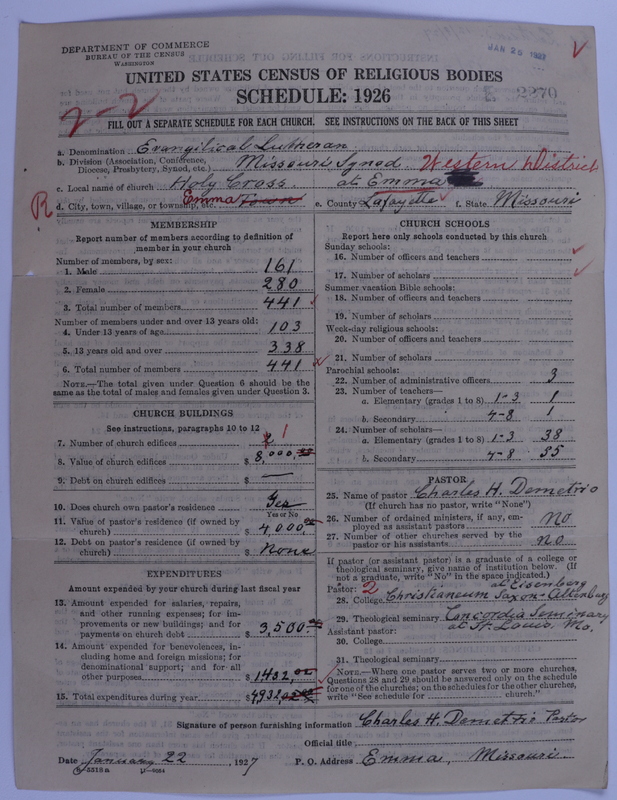 DEPARTMENT OF COMMERCE
BUREAU OF THE CENSUS
WASHINGTON
JAN 25 1927
UNITED STATES CENSUS OF RELIGIOUS BODIES
SCHEDULE: 1926
2270
2-2
FILL OUT A SEPARATE SCHEDULE FOR EACH CHURCH. SEE INSTRUCTIONS ON THE BACK OF THIS SHEET
a. Denomination Evangilical Lutheran
b. Division (Association, Conference, Diocese, Presbytery, Synod, etc.) Missouri Synod Western District
c. Local name of church Holy Cross at Emma
R d. City, town, village, or township, etc. Emma Town e. County Lafayette f. State Missouri
MEMBERSHIP
Report number of members according to definition of
member in your church
Number of members, by sex:
1. Male 161
2. Female 280
3. Total number of members 441
Number of members under and over 13 years old:
4. Under 13 years of age 103
5. 13 years old and over 338
6. Total number of members 441
NOTE.—The total given under Question 6 should be the
same as the total of males and females given under Question 3.
CHURCH BUILDINGS
See instructions, paragraphs 10 to 12
7. Number of church edifices 1
8. Value of church edifices $ 8,000.00
9. Debt on church edifices $ —
10. Does church own pastor's residence Yes
Yes or No
11. Value of pastor's residence (if owned by
church) $ 4,000.00
12. Debt on pastor's residence (if owned by
church) $ None
EXPENDITURES
Amount expended by your church during last fiscal year
13. Amount expended for salaries, repairs,
and other running expenses; for im-
provements or new buildings; and for
payments on church debt $ 3,500.00
14. Amount expended for benevolences, in-
cluding home and foreign missions; for
denominational support; and for all
other purposes $ 1432.00
15. Total expenditures during year $ 4932.00
CHURCH SCHOOLS
Report here only schools conducted by this church
Sunday schools:
16. Number of officers and teachers
17. Number of scholars
Summer vacation Bible schools:
18. Number of officers and teachers
19. Number of scholars
Week-day religious schools:
20. Number of officers and teachers
21. Number of scholars
Parochial schools:
22. Number of administrative officers 3
23. Number of teachers—
a. Elementary (grades 1 to 8) 1-3 1
b. Secondary 4-8 1
24. Number of scholars—
a. Elementary (grades 1 to 8) 1-3 38
b. Secondary 4-8 35
PASTOR
25. Name of pastor Charles H. Demetrio
(If church has no pastor, write "None")
26. Number of ordained ministers, if any, em-
ployed as assistant pastors no
27. Number of other churches served by the
pastor or his assistants no
If pastor (or assistant pastor) is a graduate of a college or
theological seminary, give name of institution below. (If
not a graduate, write "No" in the space indicated.)
Pastor: 2 at Eisenberg
28. College Christianeum Saxon-Altenburg
29. Theological seminary Concordia Seminary
Assistant pastor: at St. Louis, Mo.
30. College
31. Theological seminary
NOTE.—Where one pastor serves two or more churches,
Questions 28 and 29 should be answered only on the schedule
for one of the churches; on the schedules for the other churches,
write "See schedule for church."
Signature of person furnishing information Charles H. Demetrio Pastor
Official title
Date January 22, 1927 P. O. Address Emma, Missouri